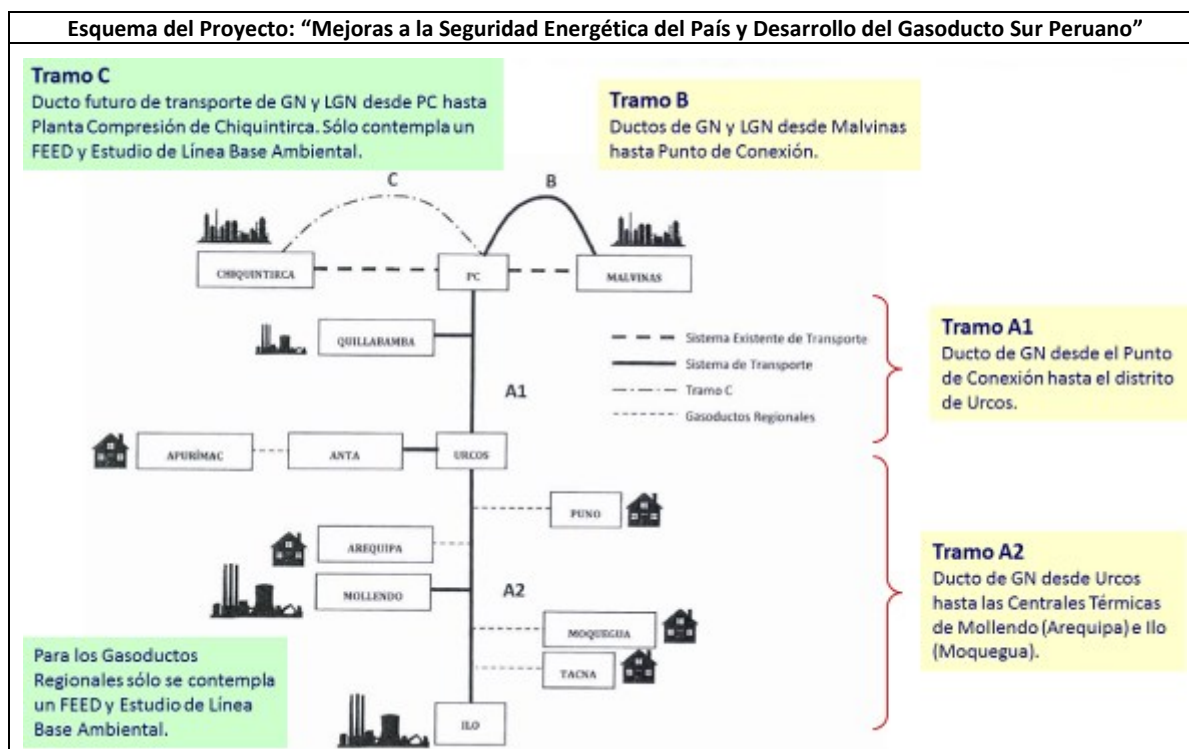 Esquema del Proyecto: “Mejoras a la Seguridad Energética del País y Desarrollo del Gasoducto Sur Peruano”
Tramo C
Ducto futuro de transporte de GN y LGN desde PC hasta
Planta Compresión de Chiquintirca. Sólo contempla un
FEED y Estudio de Línea Base Ambiental.
Tramo B
Ductos de GN y LGN desde Malvinas
hasta Punto de Conexión.
C
B
CHIQUINTIRCA
PC
MALVINAS
QUILLABAMBA
A1
Sistema Existente de Transporte
Sistema de Transporte
Tramo C
Gasoductos Regionales
Tramo A1
Ducto de GN desde el Punto
de Conexión hasta el distrito
de Urcos.
APURÍMAC
ANTA
URCOS
PUNO
AREQUIPA
MOLLENDO
A2
MOQUEGUA
TACNA
ILO
Tramo A2
Ducto de GN desde Urcos
hasta las Centrales Térmicas
de Mollendo (Arequipa) e Ilo
(Moquegua).
Para los Gasoductos
Regionales sólo se contempla
un FEED y Estudio de Línea
Base Ambiental.